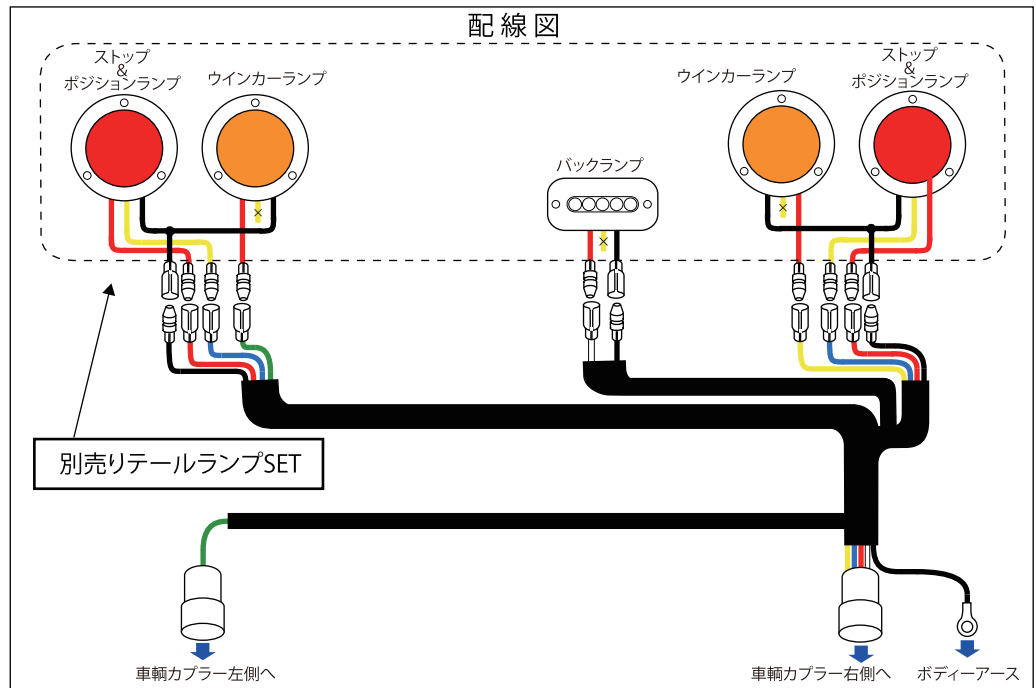 配線図
ストップ
&
ポジションランプ
ウインカーランプ
バックランプ
ウインカーランプ
ストップ
&
ポジションランプ
別売りテールランプSET
車輌カプラー左側へ
車輌カプラー右側へ
ボディーアース